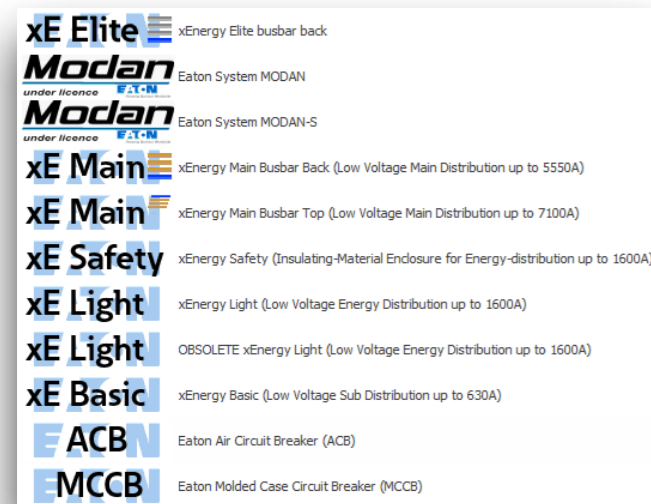 xE Elite xEnergy Elite busbar back
Modan
under licence EATON Eaton System MODAN
Modan
under licence EATON Eaton System MODAN-S
xE Main xEnergy Main Busbar Back (Low Voltage Main Distribution up to 5550A)
xE Main xEnergy Main Busbar Top (Low Voltage Main Distribution up to 7100A)
xE Safety xEnergy Safety (Insulating-Material Enclosure for Energy-distribution up to 1600A)
xE Light xEnergy Light (Low Voltage Energy Distribution up to 1600A)
xE Light OBSOLETE xEnergy Light (Low Voltage Energy Distribution up to 1600A)
xE Basic xEnergy Basic (Low Voltage Sub Distribution up to 630A)
ACB Eaton Air Circuit Breaker (ACB)
MCCB Eaton Molded Case Circuit Breaker (MCCB)